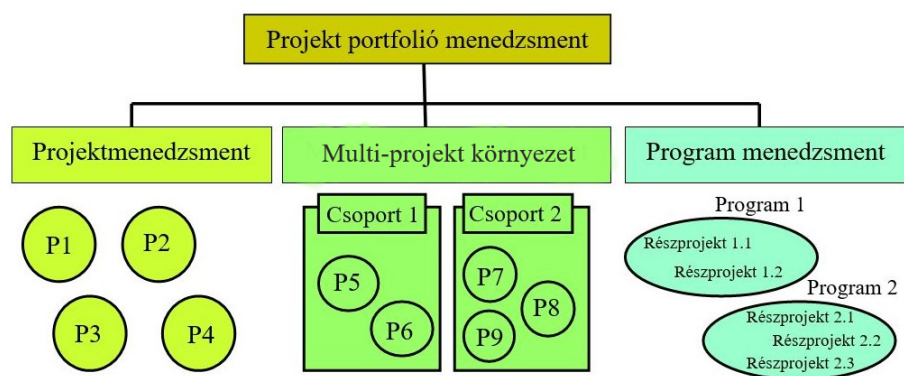 Projekt portfolió menedzsment
Projektmenedzsment
Multi-projekt környezet
Program menedzsment
P1
P2
P3
P4
Csoport 1
P5
P6
Csoport 2
P7
P8
P9
Program 1
Részprojekt 1.1
Részprojekt 1.2
Program 2
Részprojekt 2.1
Részprojekt 2.2
Részprojekt 2.3